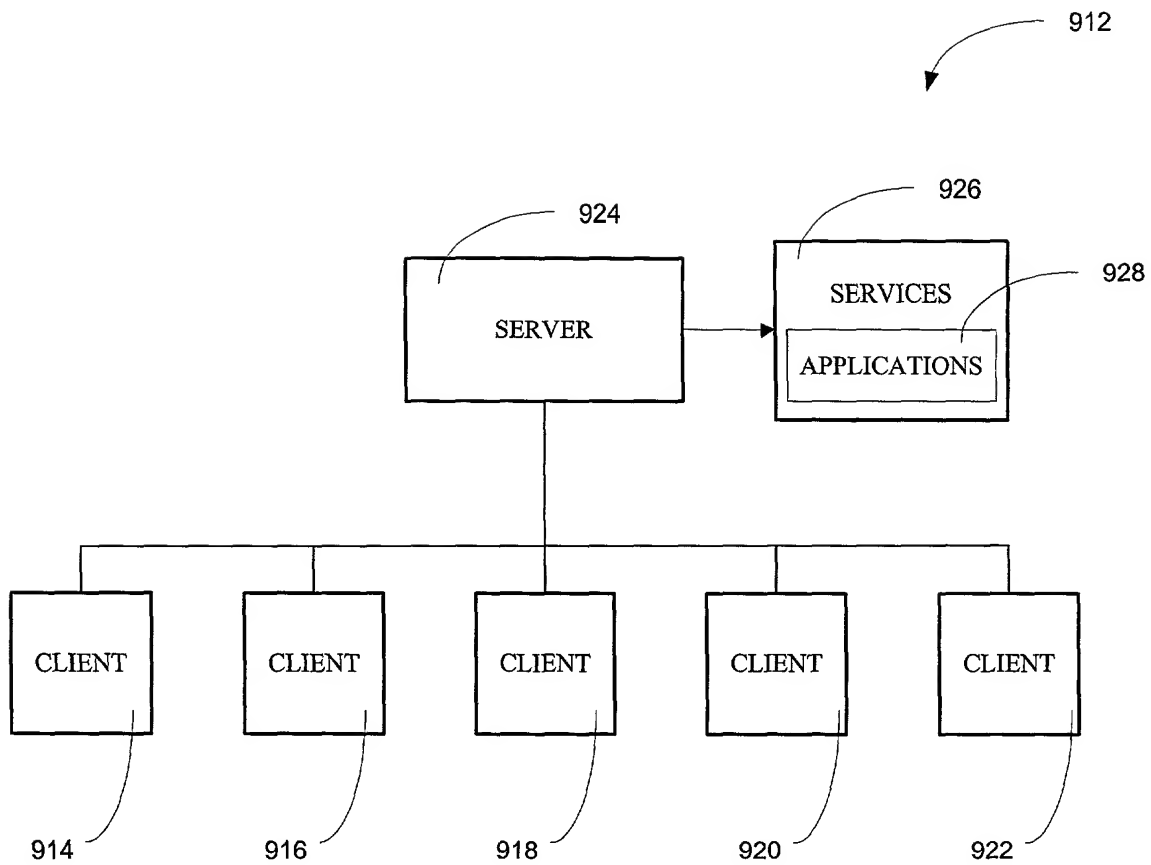 912
924
926
928
SERVER
SERVICES
APPLICATIONS
CLIENT
CLIENT
CLIENT
CLIENT
CLIENT
914
916
918
920
922